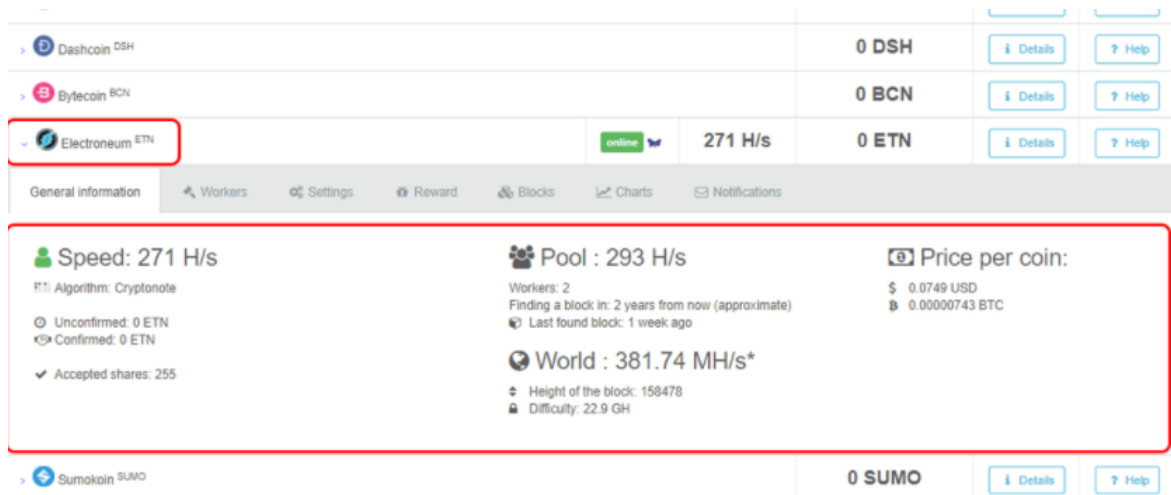 Dashcoin DSH 0 DSH Details ? Help
Bytecoin BCN 0 BCN Details ? Help
Electroneum ETN online 271 H/s 0 ETN Details ? Help
General information Workers Settings Reward Blocks Charts Notifications
Speed: 271 H/s
Algorithm: Cryptonote
Unconfirmed: 0 ETN
Confirmed: 0 ETN
Accepted shares: 255
Pool : 293 H/s
Workers: 2
Finding a block in: 2 years from now (approximate)
Last found block: 1 week ago
World : 381.74 MH/s*
Height of the block: 158478
Difficulty: 22.9 GH
Price per coin:
$ 0.0749 USD
0.00000743 BTC
Sumokoin SUMO 0 SUMO Details ? Help